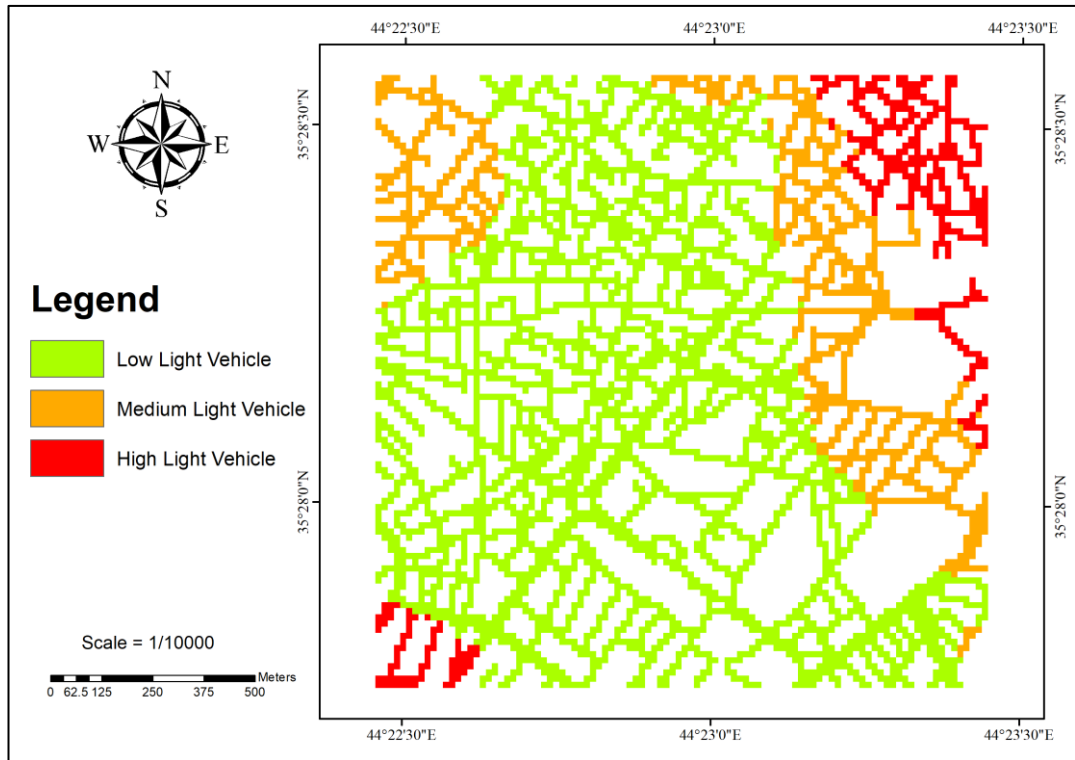 44°22'30"E 44°23'0"E 44°23'30"E
N
W E
S
35°28'30"N 35°28'30"N
Legend
Low Light Vehicle
Medium Light Vehicle
High Light Vehicle
35°28'0"N 35°28'0"N
Scale = 1/10000
Meters
0 62.5 125 250 375 500
44°22'30"E 44°23'0"E 44°23'30"E